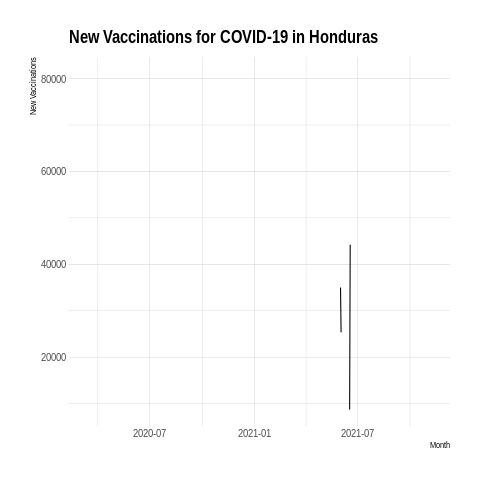 New Vaccinations for COVID-19 in Honduras
New Vaccinations
80000
60000
40000
20000
2020-07 2021-01 2021-07
Month